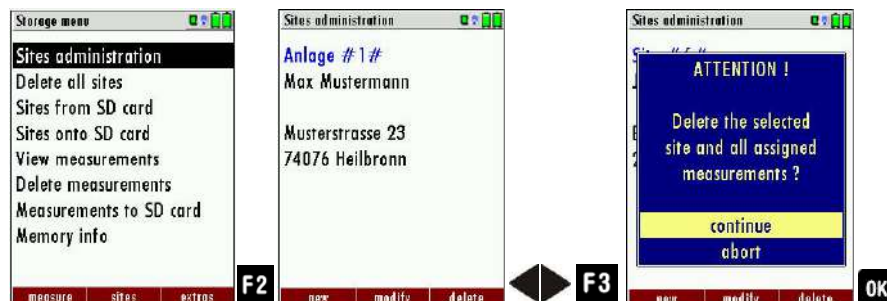 Storage menu
Sites administration
Delete all sites
Sites from SD card
Sites onto SD card
View measurements
Delete measurements
Measurements to SD card
Memory info
measure sites extras
F2
Sites administration
Anlage #1#
Max Mustermann
Musterstrasse 23
74076 Heilbronn
new modify delete
F3
Sites administration
ATTENTION !
Delete the selected
site and all assigned
measurements ?
continue
abort
new modify delete
OK